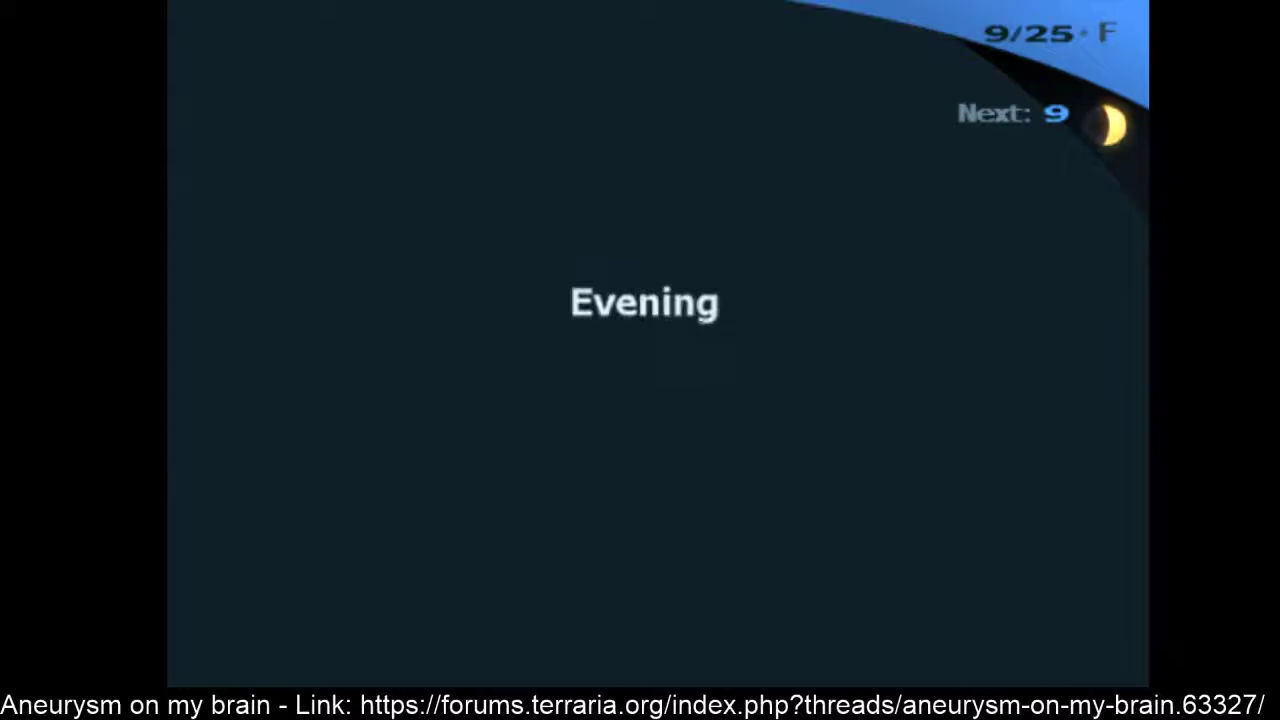 9/25・F
Next: 9
Evening
Aneurysm on my brain - Link: https://forums.terraria.org/index.php?threads/aneurysm-on-my-brain.63327/